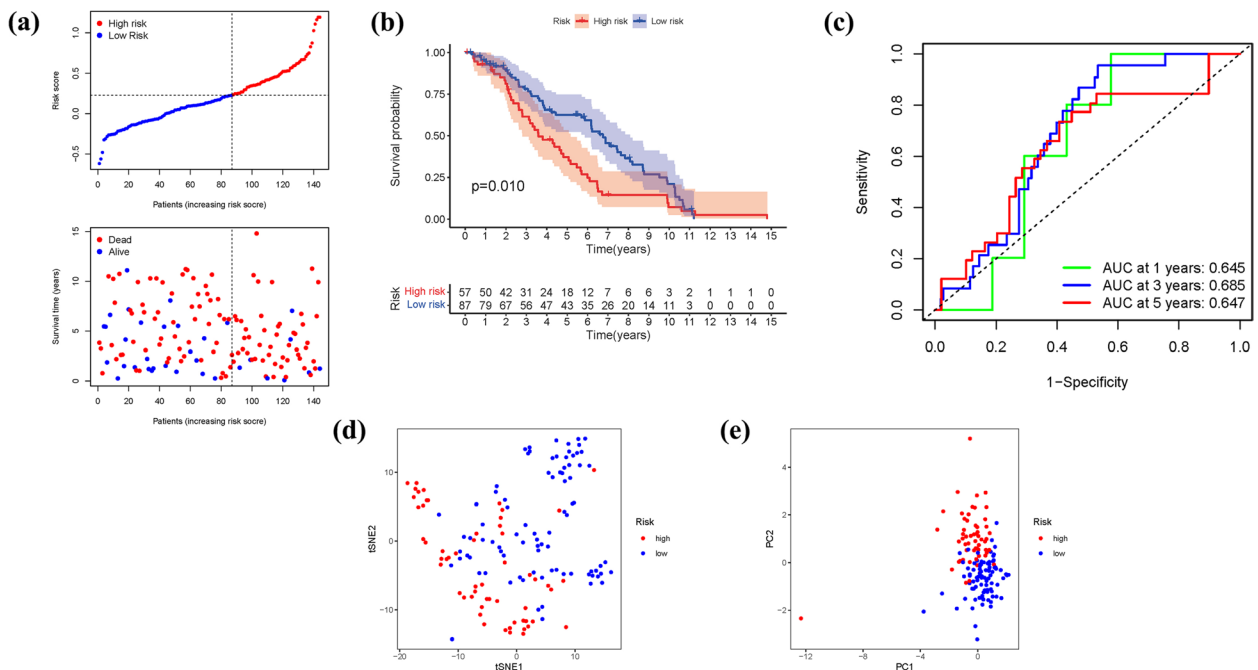 (a)
High risk
Low Risk
Risk score
1.0
0.5
0.0
−0.5
0 20 40 60 80 100 120 140
Patients (increasing risk socre)
Dead
Alive
Survival time (years)
15
10
5
0
0 20 40 60 80 100 120 140
Patients (increasing risk socre)
(b)
Risk High risk Low risk
Survival probability
1.00
0.75
0.50
0.25
0.00
p=0.010
0 1 2 3 4 5 6 7 8 9 10 11 12 13 14 15
Time(years)
Risk
High risk 57 50 42 31 24 18 12 7 6 6 3 2 1 1 1 0
Low risk 87 79 67 56 47 43 35 26 20 14 11 3 0 0 0 0
0 1 2 3 4 5 6 7 8 9 10 11 12 13 14 15
Time(years)
(c)
Sensitivity
1.0
0.8
0.6
0.4
0.2
0.0
AUC at 1 years: 0.645
AUC at 3 years: 0.685
AUC at 5 years: 0.647
0.0 0.2 0.4 0.6 0.8 1.0
1−Specificity
(d)
tSNE2
10
0
−10
−20 −10 0 10
tSNE1
Risk
high
low
(e)
PC2
4
2
0
−2
−12 −8 −4 0
PC1
Risk
high
low